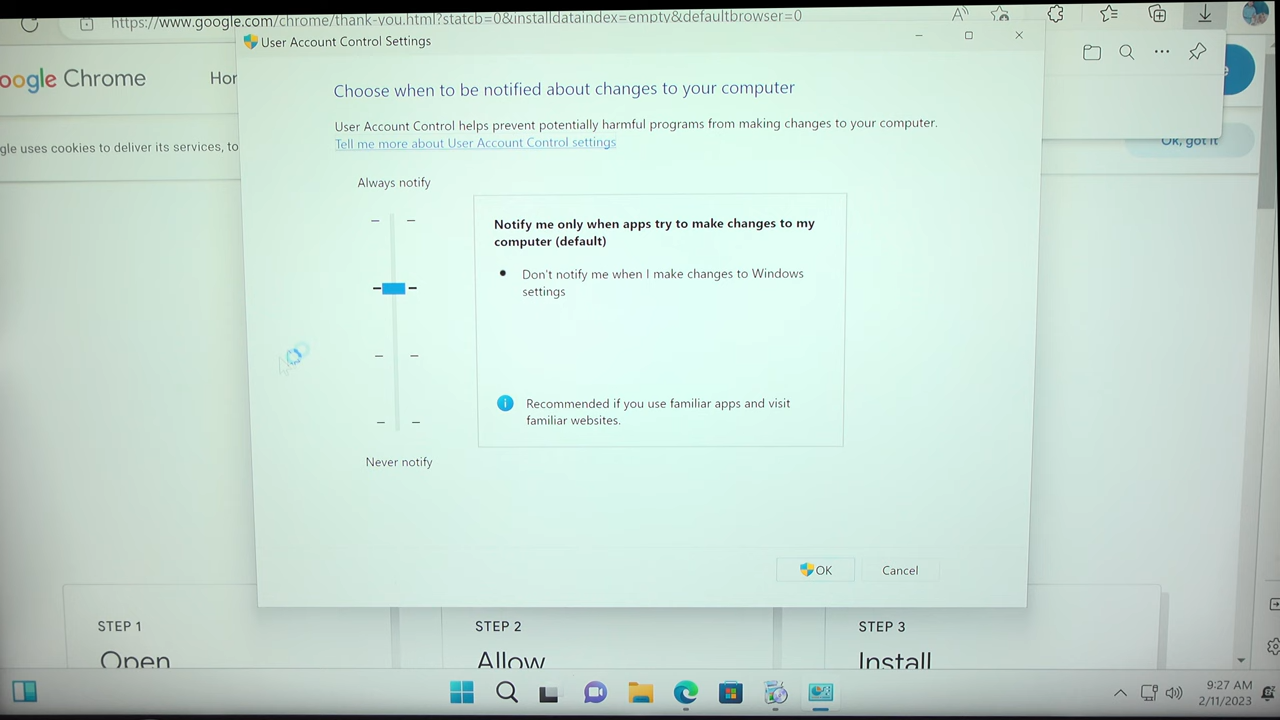 https://www.google.com/chrome/thank-you.html?statcb=0&installdataindex=empty&defaultbrowser=0
User Account Control Settings
oogle Chrome
Hor
e
Choose when to be notified about changes to your computer
User Account Control helps prevent potentially harmful programs from making changes to your computer.
Tell me more about User Account Control settings
gle uses cookies to deliver its services, to
Ok, got it
Always notify
Notify me only when apps try to make changes to my
computer (default)
Don't notify me when I make changes to Windows
settings
Recommended if you use familiar apps and visit
familiar websites.
Never notify
OK
Cancel
STEP 1
Open
STEP 2
Allow
STEP 3
Install
9:27 AM
2/11/2023